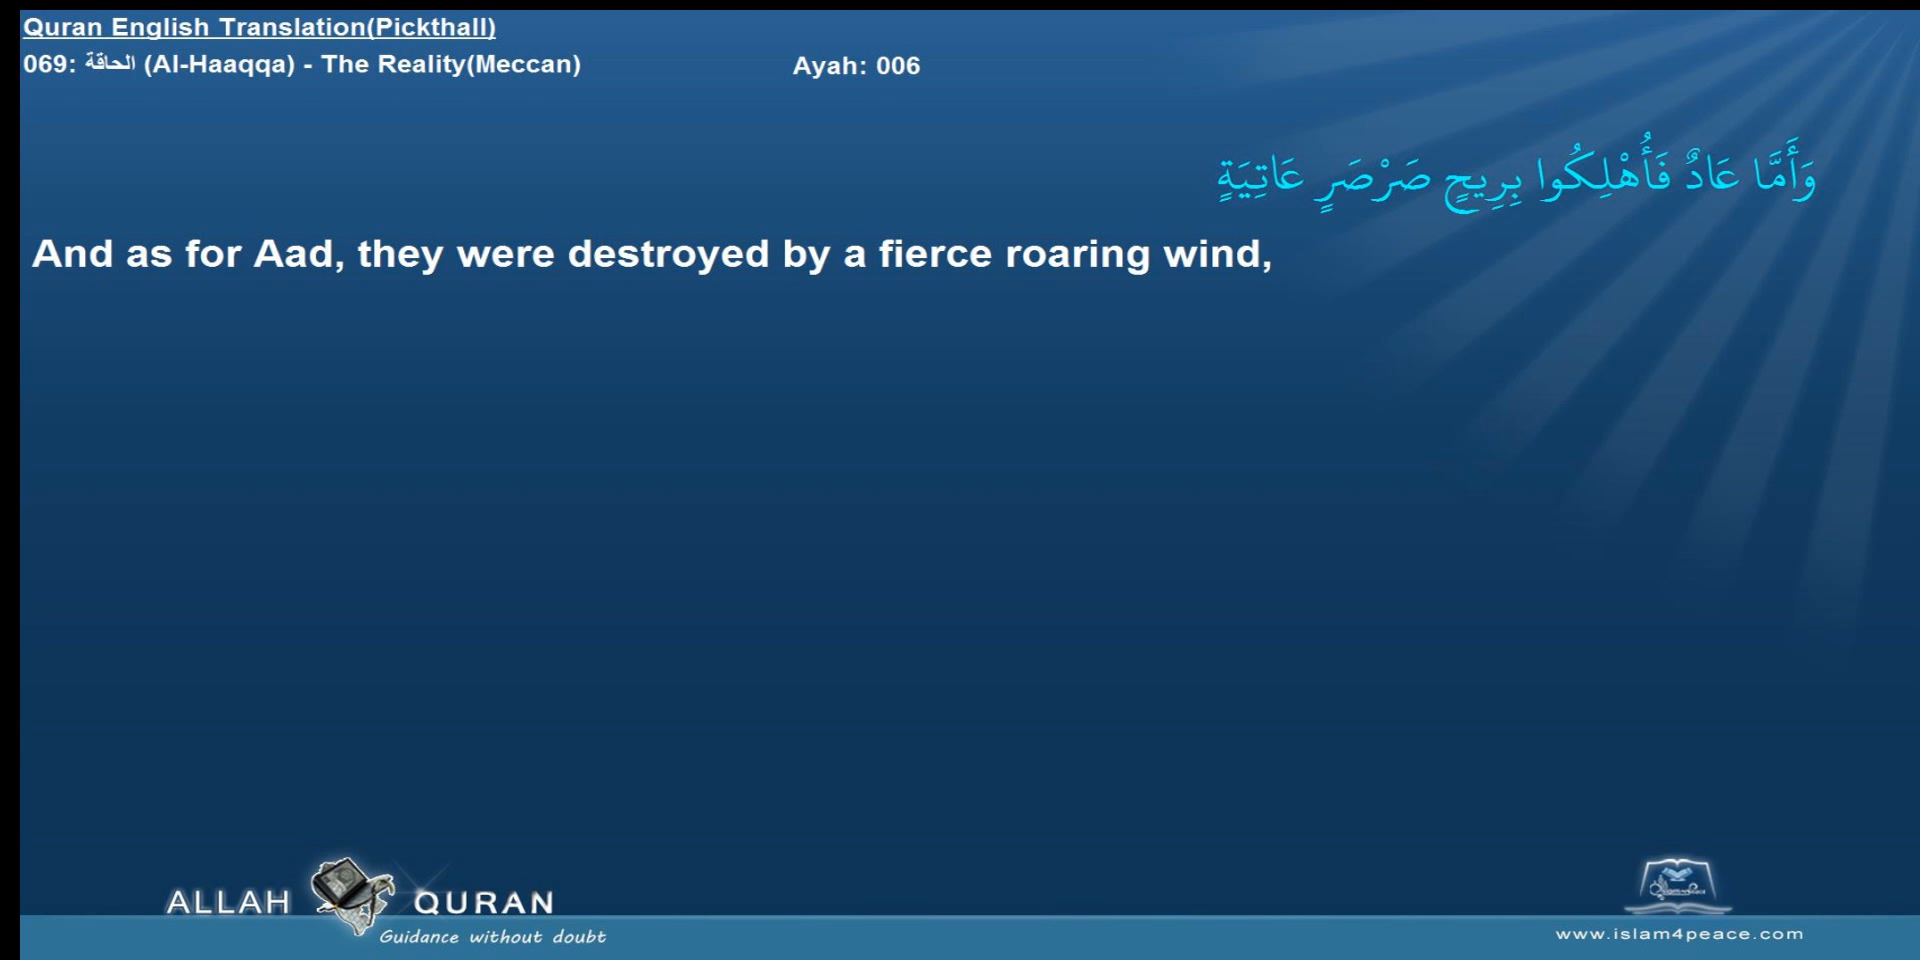 Quran English Translation(Pickthall)
069: الحاقة (Al-Haaqqa) - The Reality(Meccan)
Ayah: 006
وَأَمَّا عَادٌ فَأُهْلِكُوا بِرِيحٍ صَرْصَرٍ عَاتِيَةٍ
And as for Aad, they were destroyed by a fierce roaring wind,
ALLAH QURAN
Guidance without doubt
www.islam4peace.com